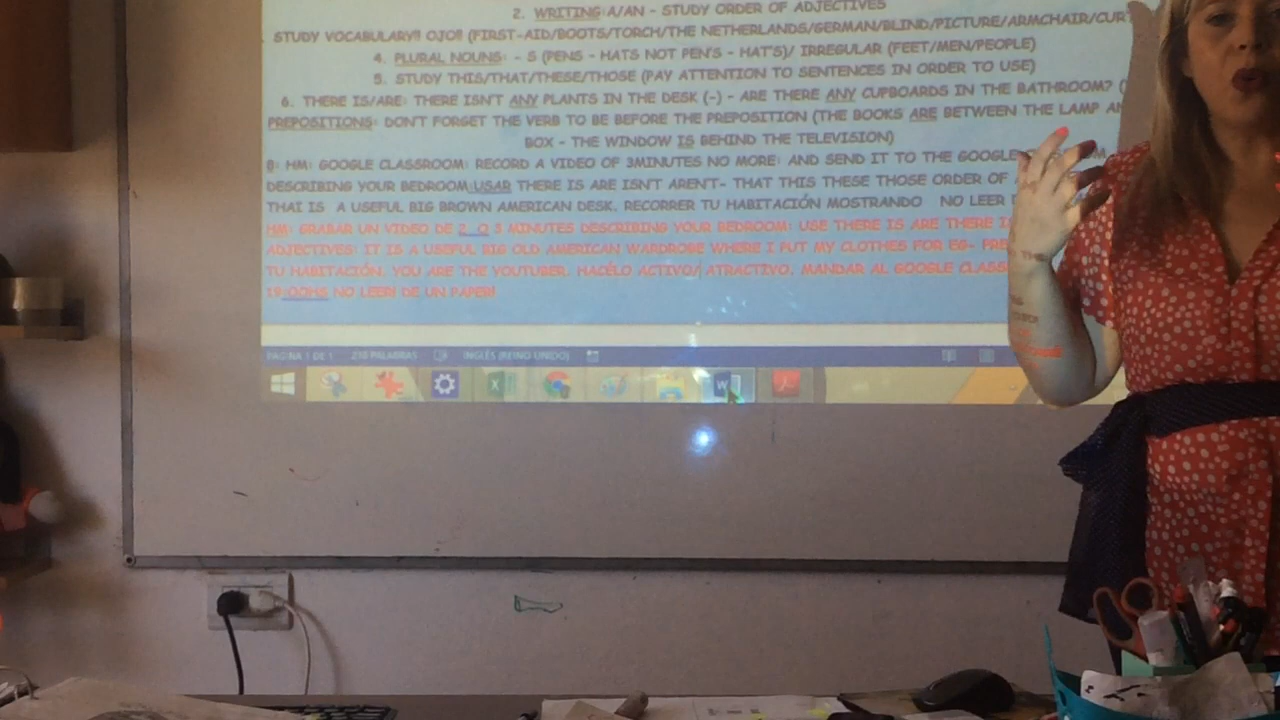 2. WRITING: A/AN - STUDY ORDER OF ADJECTIVES
STUDY VOCABULARY!! OJO!! (FIRST-AID/BOOTS/TORCH/THE NETHERLANDS/GERMAN/BLIND/PICTURE/ARMCHAIR/CUR
4. PLURAL NOUNS: - S (PENS - HATS NOT PEN'S - HAT'S)/ IRREGULAR (FEET/MEN/PEOPLE)
5. STUDY THIS/THAT/THESE/THOSE (PAY ATTENTION TO SENTENCES IN ORDER TO USE)
6. THERE IS/ARE: THERE ISN'T ANY PLANTS IN THE DESK (-) - ARE THERE ANY CUPBOARDS IN THE BATHROOM? (
PREPOSITIONS: DON'T FORGET THE VERB TO BE BEFORE THE PREPOSITION (THE BOOKS ARE BETWEEN THE LAMP AN
BOX - THE WINDOW IS BEHIND THE TELEVISION)
8: HM: GOOGLE CLASSROOM: RECORD A VIDEO OF 3MINUTES NO MORE: AND SEND IT TO THE GOOGLE
DESCRIBING YOUR BEDROOM USAR THERE IS ARE ISN'T AREN'T- THAT THIS THESE THOSE ORDER OF
THAI IS A USEFUL BIG BROWN AMERICAN DESK. RECORRER TU HABITACIÓN MOSTRANDO NO LEER
HM: GRABAR UN VIDEO DE 2 O 3 MINUTES DESCRIBING YOUR BEDROOM: USE THERE IS ARE THERE
ADJECTIVES: IT IS A USEFUL BIG OLD AMERICAN WARDROBE WHERE I PUT MY CLOTHES FOR EG- PRE
TU HABITACIÓN. YOU ARE THE YOUTUBER. HACÉLO ACTIVO/ ATRACTIVO. MANDAR AL GOOGLE CLASS
19:00HS NO LEER! DE UN PAPER!
PÁGINA 1 DE 1 210 PALABRAS INGLÉS (REINO UNIDO)